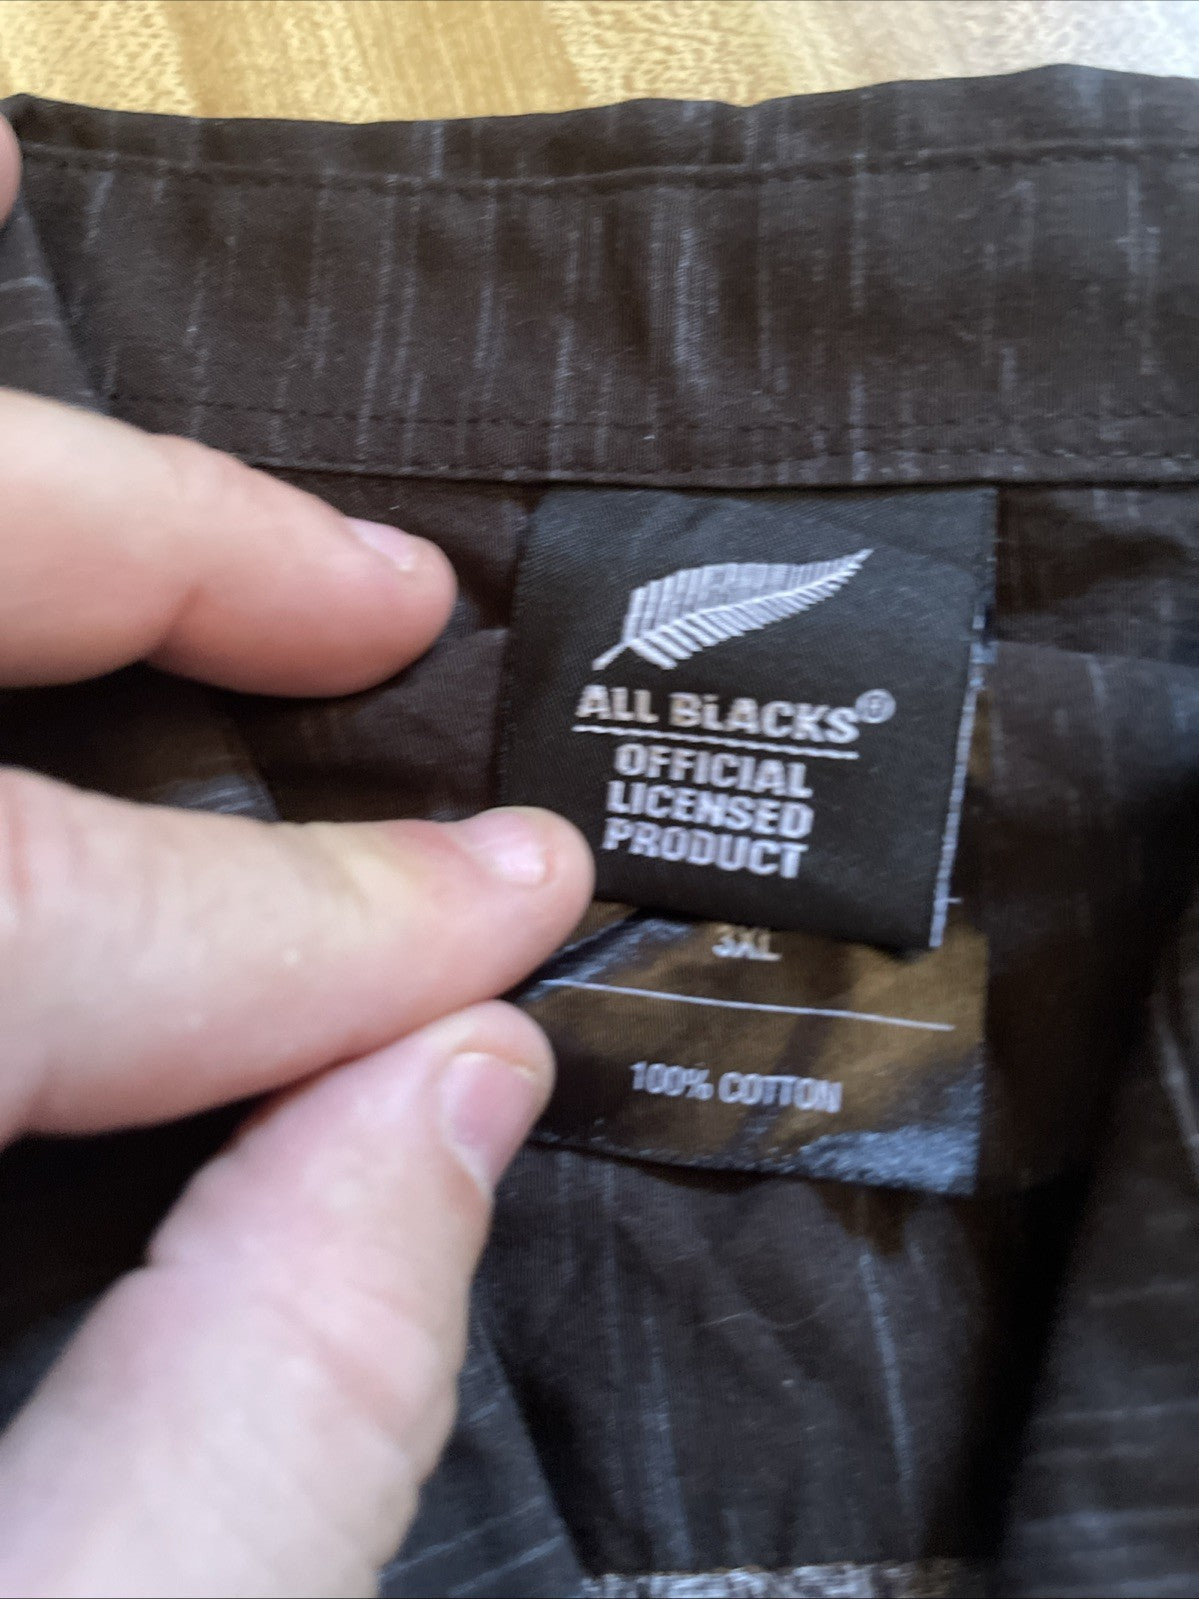 ALL BLACKS®
OFFICIAL
LICENSED
PRODUCT
3XL
100% COTTON